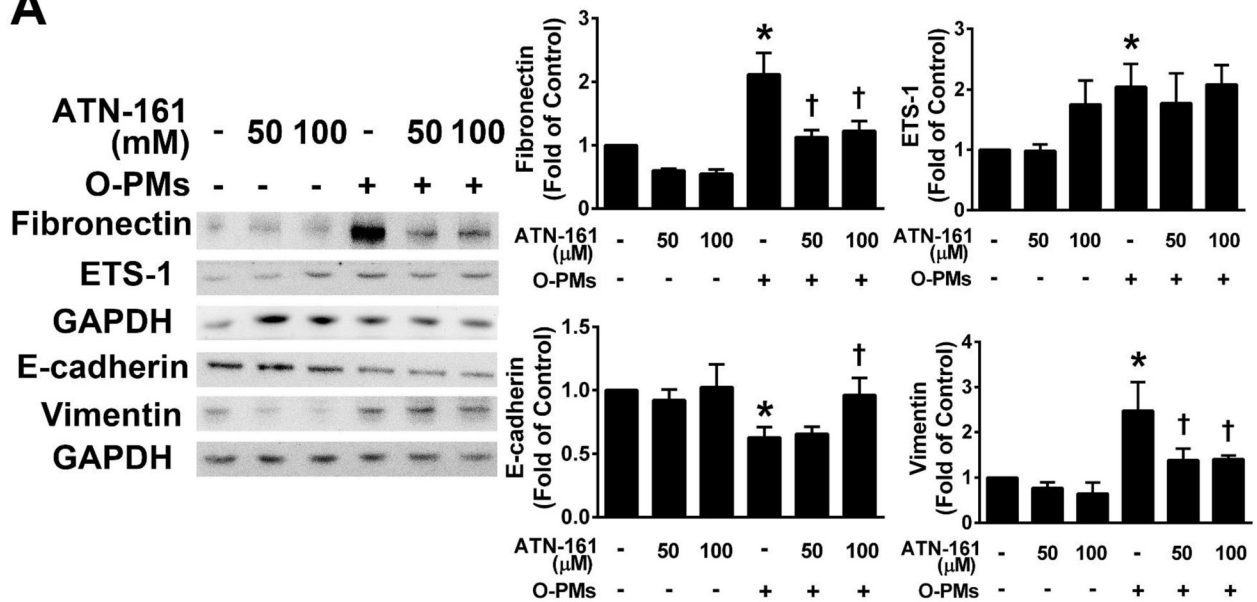 A
ATN-161
(mM)
- 50 100 - 50 100
O-PMs - - - + + +
Fibronectin
ETS-1
GAPDH
E-cadherin
Vimentin
GAPDH
Fibronectin
(Fold of Control)
3
2
1
0
*
†
†
ATN-161
(μM)
- 50 100 - 50 100
O-PMs - - - + + +
ETS-1
(Fold of Control)
3
2
1
0
*
ATN-161
(μM)
- 50 100 - 50 100
O-PMs - - - + + +
E-cadherin
(Fold of Control)
1.5
1.0
0.5
0.0
*
†
ATN-161
(μM)
- 50 100 - 50 100
O-PMs - - - + + +
Vimentin
(Fold of Control)
4
3
2
1
0
*
†
†
ATN-161
(μM)
- 50 100 - 50 100
O-PMs - - - + + +